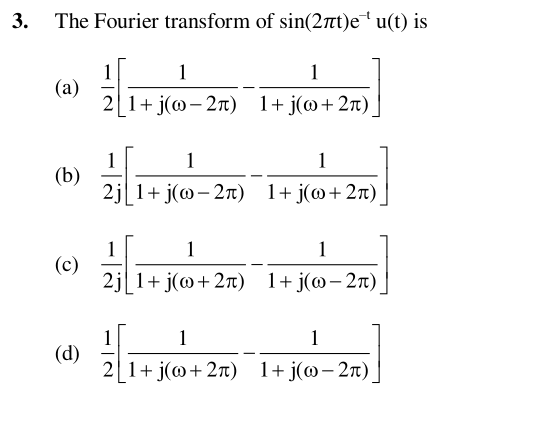 3. The Fourier transform of sin(2πt)e⁻ᵗ u(t) is
(a) 1/2 [ 1/(1+ j(ω – 2π)) – 1/(1+ j(ω + 2π)) ]
(b) 1/2j [ 1/(1+ j(ω – 2π)) – 1/(1+ j(ω + 2π)) ]
(c) 1/2j [ 1/(1+ j(ω + 2π)) – 1/(1+ j(ω – 2π)) ]
(d) 1/2 [ 1/(1+ j(ω + 2π)) – 1/(1+ j(ω – 2π)) ]